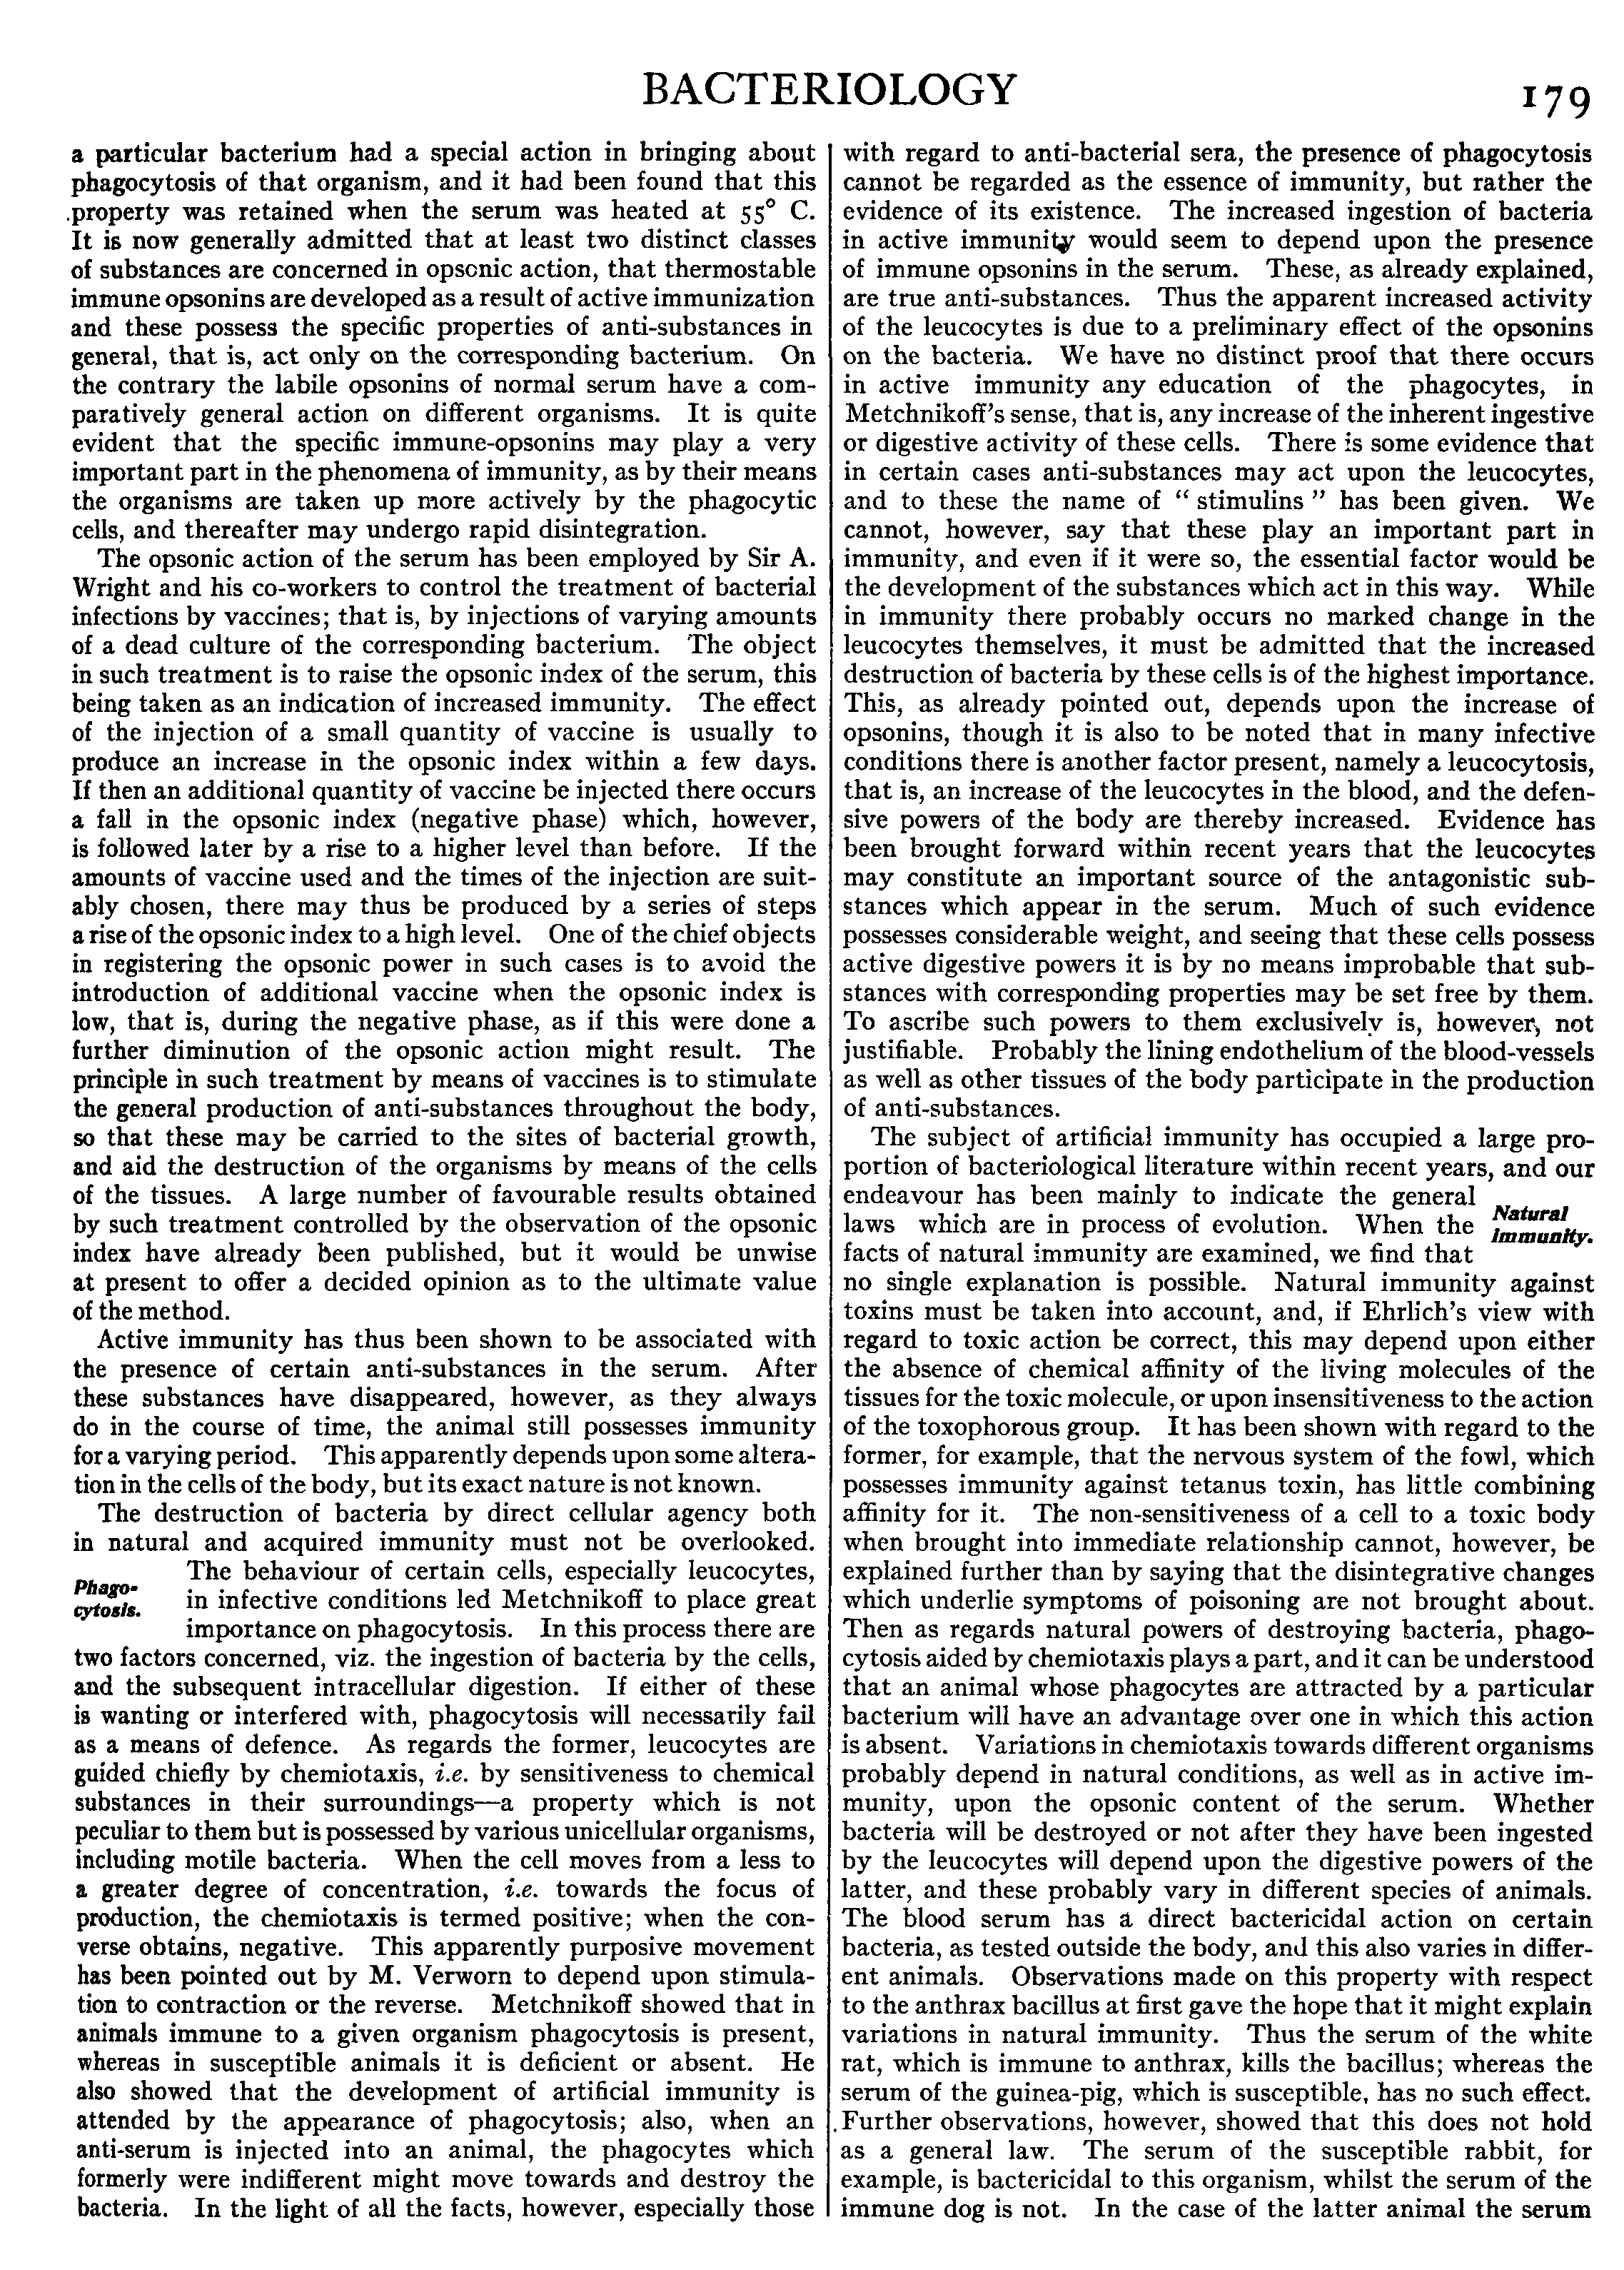 BACTERIOLOGY
179
a particular bacterium had a special action in bringing about
phagocytosis of that organism, and it had been found that this
property was retained when the serum was heated at 55° C.
It is now generally admitted that at least two distinct classes
of substances are concerned in opsonic action, that thermostable
immune opsonins are developed as a result of active immunization
and these possess the specific properties of anti-substances in
general, that is, act only on the corresponding bacterium. On
the contrary the labile opsonins of normal serum have a com-
paratively general action on different organisms. It is quite
evident that the specific immune-opsonins may play a very
important part in the phenomena of immunity, as by their means
the organisms are taken up more actively by the phagocytic
cells, and thereafter may undergo rapid disintegration.
The opsonic action of the serum has been employed by Sir A.
Wright and his co-workers to control the treatment of bacterial
infections by vaccines; that is, by injections of varying amounts
of a dead culture of the corresponding bacterium. The object
in such treatment is to raise the opsonic index of the serum, this
being taken as an indication of increased immunity. The effect
of the injection of a small quantity of vaccine is usually to
produce an increase in the opsonic index within a few days.
If then an additional quantity of vaccine be injected there occurs
a fall in the opsonic index (negative phase) which, however,
is followed later by a rise to a higher level than before. If the
amounts of vaccine used and the times of the injection are suit-
ably chosen, there may thus be produced by a series of steps
a rise of the opsonic index to a high level. One of the chief objects
in registering the opsonic power in such cases is to avoid the
introduction of additional vaccine when the opsonic index is
low, that is, during the negative phase, as if this were done a
further diminution of the opsonic action might result. The
principle in such treatment by means of vaccines is to stimulate
the general production of anti-substances throughout the body,
so that these may be carried to the sites of bacterial growth,
and aid the destruction of the organisms by means of the cells
of the tissues. A large number of favourable results obtained
by such treatment controlled by the observation of the opsonic
index have already been published, but it would be unwise
at present to offer a decided opinion as to the ultimate value
of the method.
Active immunity has thus been shown to be associated with
the presence of certain anti-substances in the serum. After
these substances have disappeared, however, as they always
do in the course of time, the animal still possesses immunity
for a varying period. This apparently depends upon some altera-
tion in the cells of the body, but its exact nature is not known.
The destruction of bacteria by direct cellular agency both
in natural and acquired immunity must not be overlooked.
Phago-
cytosis.
The behaviour of certain cells, especially leucocytes,
in infective conditions led Metchnikoff to place great
importance on phagocytosis. In this process there are
two factors concerned, viz. the ingestion of bacteria by the cells,
and the subsequent intracellular digestion. If either of these
is wanting or interfered with, phagocytosis will necessarily fail
as a means of defence. As regards the former, leucocytes are
guided chiefly by chemiotaxis, i.e. by sensitiveness to chemical
substances in their surroundings—a property which is not
peculiar to them but is possessed by various unicellular organisms,
including motile bacteria. When the cell moves from a less to
a greater degree of concentration, i.e. towards the focus of
production, the chemiotaxis is termed positive; when the con-
verse obtains, negative. This apparently purposive movement
has been pointed out by M. Verworn to depend upon stimula-
tion to contraction or the reverse. Metchnikoff showed that in
animals immune to a given organism phagocytosis is present,
whereas in susceptible animals it is deficient or absent. He
also showed that the development of artificial immunity is
attended by the appearance of phagocytosis; also, when an
anti-serum is injected into an animal, the phagocytes which
formerly were indifferent might move towards and destroy the
bacteria. In the light of all the facts, however, especially those
with regard to anti-bacterial sera, the presence of phagocytosis
cannot be regarded as the essence of immunity, but rather the
evidence of its existence. The increased ingestion of bacteria
in active immunity would seem to depend upon the presence
of immune opsonins in the serum. These, as already explained,
are true anti-substances. Thus the apparent increased activity
of the leucocytes is due to a preliminary effect of the opsonins
on the bacteria. We have no distinct proof that there occurs
in active immunity any education of the phagocytes, in
Metchnikoff's sense, that is, any increase of the inherent ingestive
or digestive activity of these cells. There is some evidence that
in certain cases anti-substances may act upon the leucocytes,
and to these the name of " stimulins " has been given. We
cannot, however, say that these play an important part in
immunity, and even if it were so, the essential factor would be
the development of the substances which act in this way. While
in immunity there probably occurs no marked change in the
leucocytes themselves, it must be admitted that the increased
destruction of bacteria by these cells is of the highest importance.
This, as already pointed out, depends upon the increase of
opsonins, though it is also to be noted that in many infective
conditions there is another factor present, namely a leucocytosis,
that is, an increase of the leucocytes in the blood, and the defen-
sive powers of the body are thereby increased. Evidence has
been brought forward within recent years that the leucocytes
may constitute an important source of the antagonistic sub-
stances which appear in the serum. Much of such evidence
possesses considerable weight, and seeing that these cells possess
active digestive powers it is by no means improbable that sub-
stances with corresponding properties may be set free by them.
To ascribe such powers to them exclusively is, however, not
justifiable. Probably the lining endothelium of the blood-vessels
as well as other tissues of the body participate in the production
of anti-substances.
The subject of artificial immunity has occupied a large pro-
portion of bacteriological literature within recent years, and our
endeavour has been mainly to indicate the general
laws which are in process of evolution. When the
facts of natural immunity are examined, we find that
Natural
immunity.
no single explanation is possible. Natural immunity against
toxins must be taken into account, and, if Ehrlich's view with
regard to toxic action be correct, this may depend upon either
the absence of chemical affinity of the living molecules of the
tissues for the toxic molecule, or upon insensitiveness to the action
of the toxophorous group. It has been shown with regard to the
former, for example, that the nervous system of the fowl, which
possesses immunity against tetanus toxin, has little combining
affinity for it. The non-sensitiveness of a cell to a toxic body
when brought into immediate relationship cannot, however, be
explained further than by saying that the disintegrative changes
which underlie symptoms of poisoning are not brought about.
Then as regards natural powers of destroying bacteria, phago-
cytosis aided by chemiotaxis plays a part, and it can be understood
that an animal whose phagocytes are attracted by a particular
bacterium will have an advantage over one in which this action
is absent. Variations in chemiotaxis towards different organisms
probably depend in natural conditions, as well as in active im-
munity, upon the opsonic content of the serum. Whether
bacteria will be destroyed or not after they have been ingested
by the leucocytes will depend upon the digestive powers of the
latter, and these probably vary in different species of animals.
The blood serum has a direct bactericidal action on certain
bacteria, as tested outside the body, and this also varies in differ-
ent animals. Observations made on this property with respect
to the anthrax bacillus at first gave the hope that it might explain
variations in natural immunity. Thus the serum of the white
rat, which is immune to anthrax, kills the bacillus; whereas the
serum of the guinea-pig, which is susceptible, has no such effect.
Further observations, however, showed that this does not hold
as a general law. The serum of the susceptible rabbit, for
example, is bactericidal to this organism, whilst the serum of the
immune dog is not. In the case of the latter animal the serum